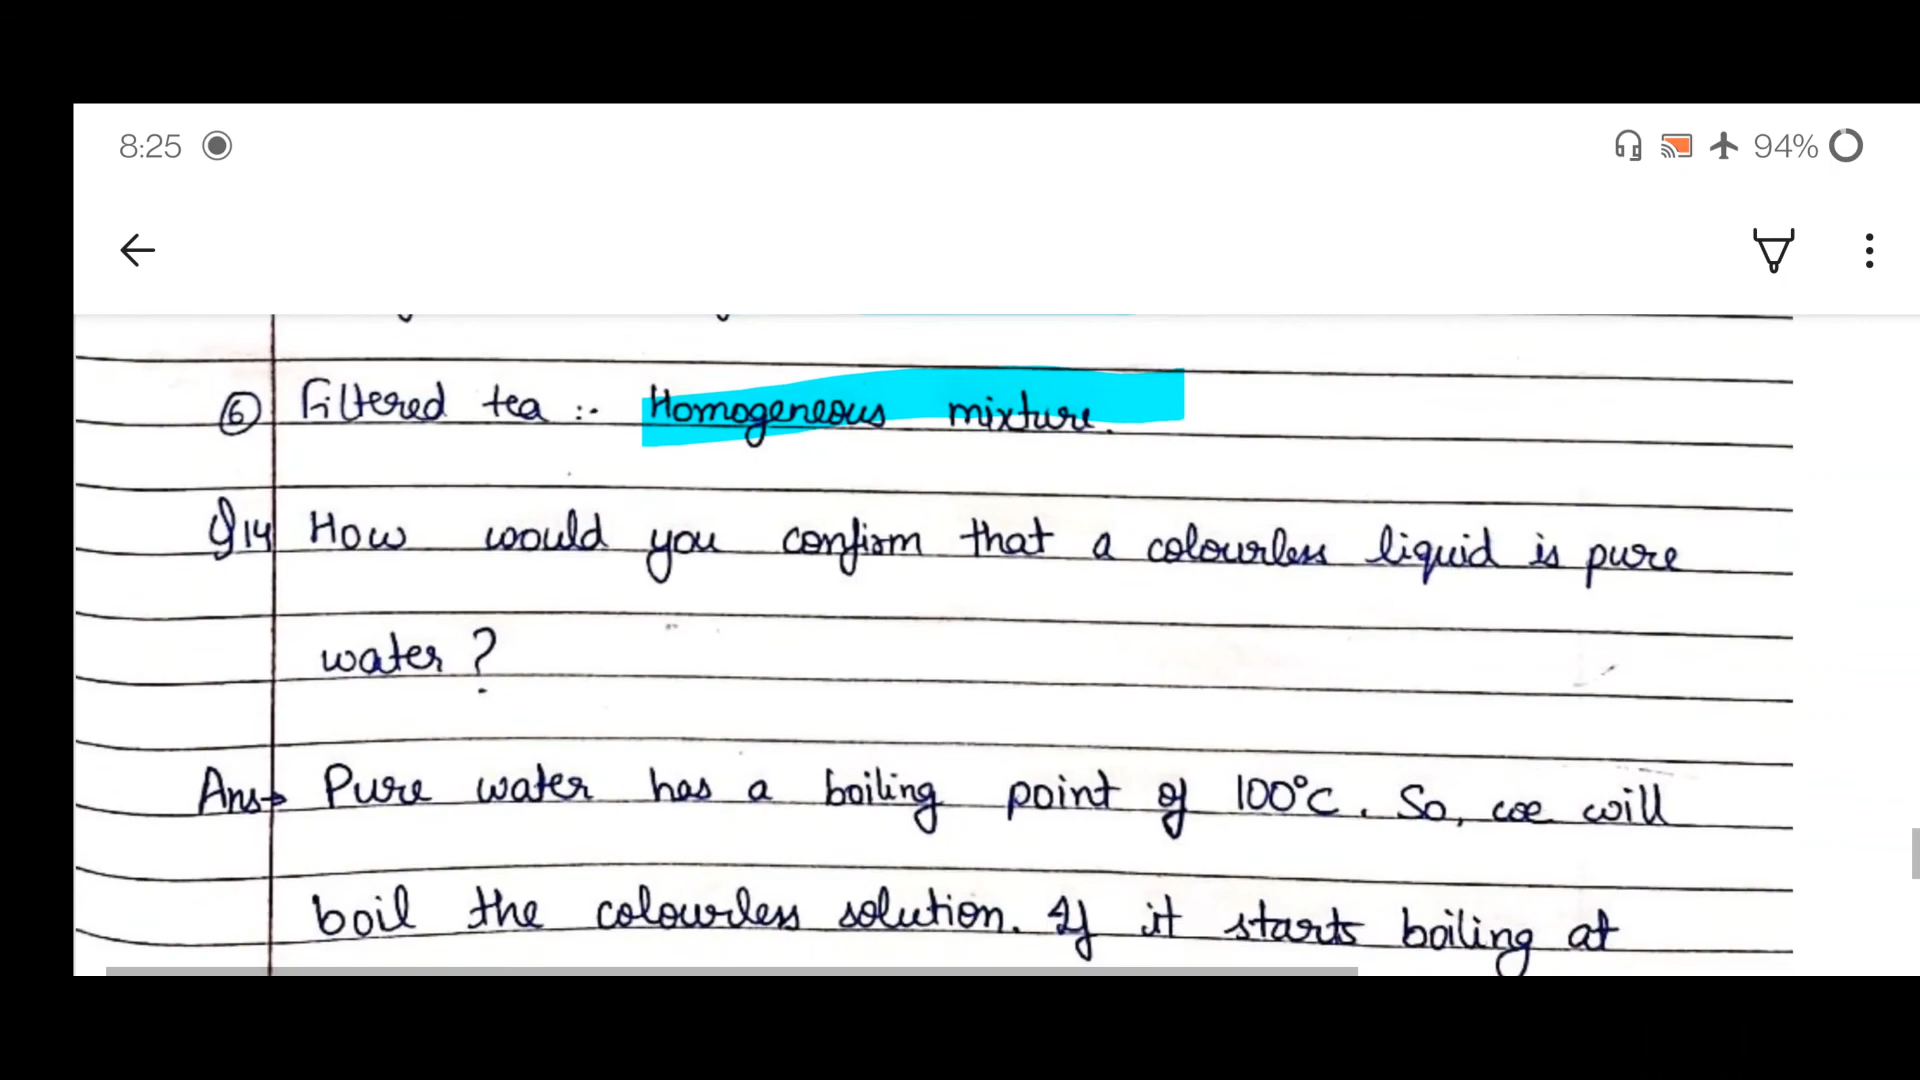 8:25
94%
6 Filtered tea :- Homogeneous mixture.
Q14 How would you confirm that a colourless liquid is pure
water ?
Ans→ Pure water has a boiling point of 100°C. So, we will
boil the colourless solution. If it starts boiling at